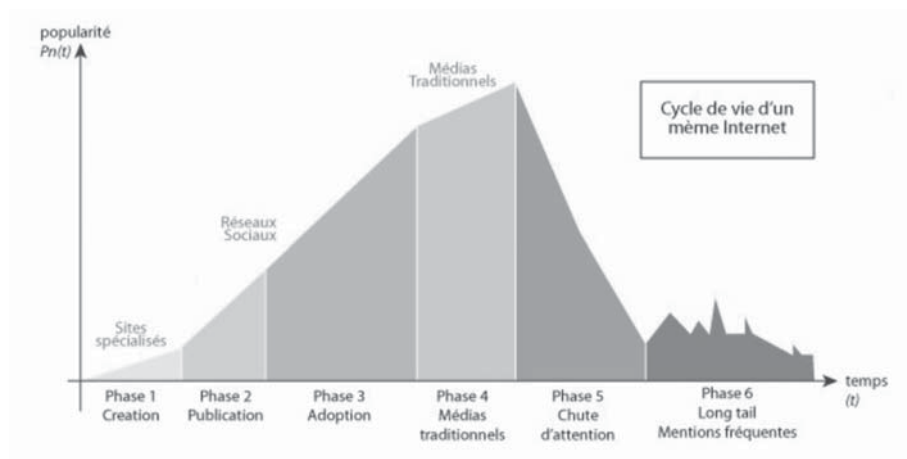 popularité
Pn(t)
Médias
Traditionnels
Cycle de vie d'un
mème Internet
Réseaux
Sociaux
Sites
spécialisés
temps
(t)
Phase 1
Creation
Phase 2
Publication
Phase 3
Adoption
Phase 4
Médias
traditionnels
Phase 5
Chute
d'attention
Phase 6
Long tail
Mentions fréquentes